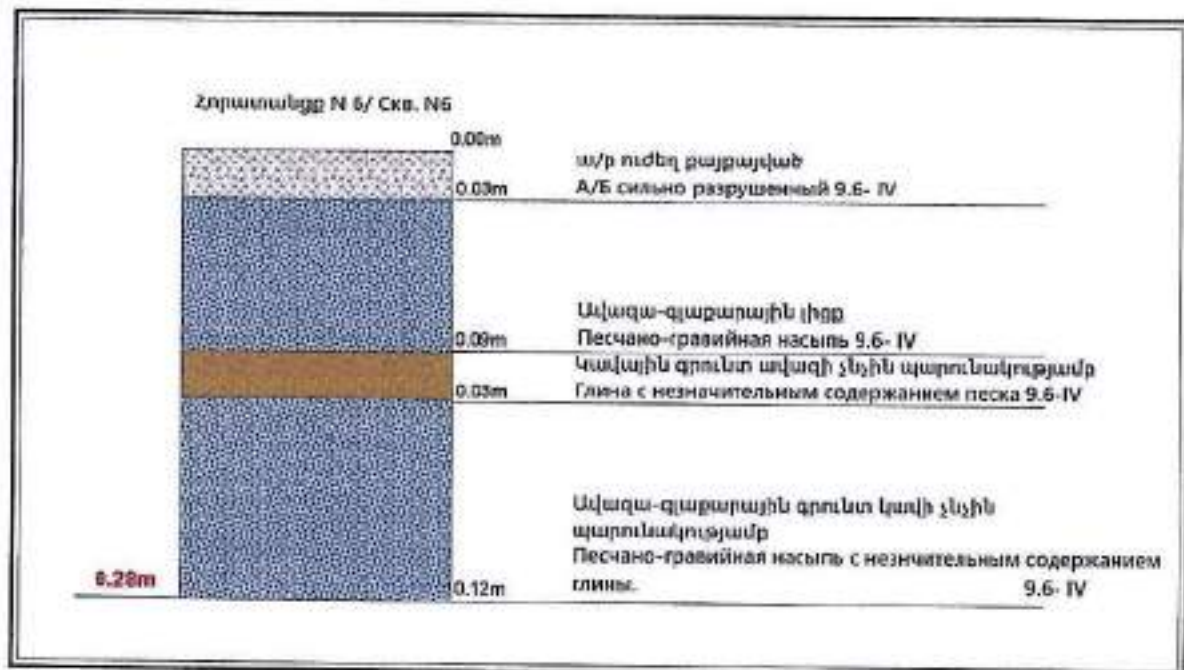 Հորատանցք N 6/ Скв. N6
0.00m
ա/բ ուժեղ քայքայված
0.03m
А/Б сильно разрушенный 9.6- IV
Ավազա-գլաքարային լիցք
0.09m
Песчано-гравийная насыпь 9.6- IV
Կավային գրունտ ավազի չնչին պարունակությամբ
0.03m
Глина с незначительным содержанием песка 9.6-IV
Ավազա-գլաքարային գրունտ կավի չնչին
պարունակությամբ
Песчано-гравийная насыпь с незнчительным содержанием
0.28m
0.12m
глины.
9.6- IV